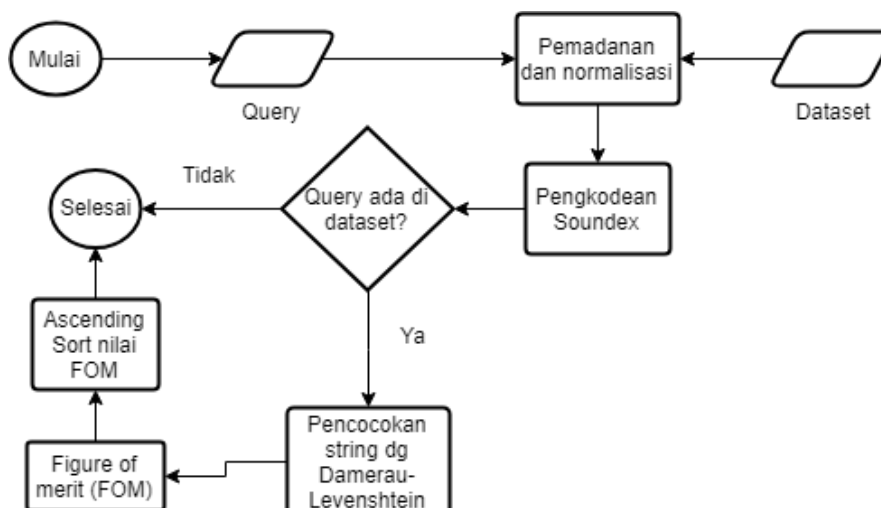 Mulai
Query
Pemadanan
dan normalisasi
Dataset
Pengkodean
Soundex
Query ada di
dataset?
Tidak
Selesai
Ya
Pencocokan
string dg
Damerau-
Levenshtein
Figure of
merit (FOM)
Ascending
Sort nilai
FOM